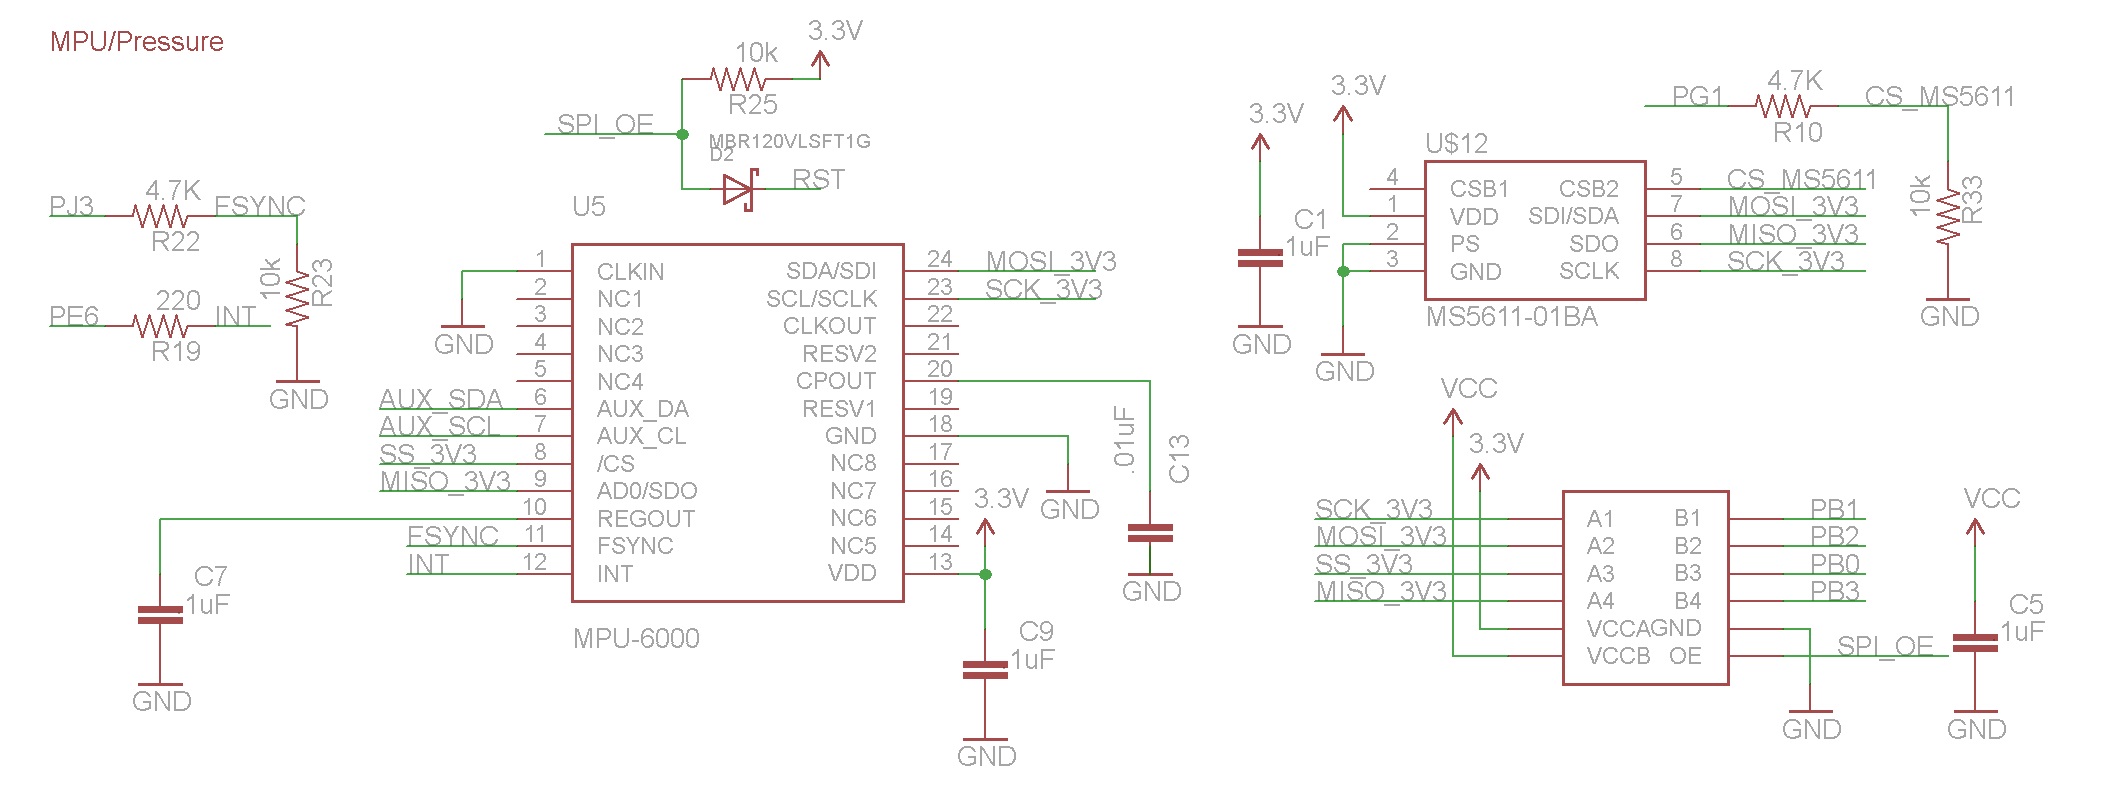 MPU/Pressure
3.3V
10k
R25
SPI_OE
MBR120VLSFT1G
D2
RST
PJ3
4.7K
FSYNC
R22
10k
R23
PE6
220
INT
R19
GND
U5
1 CLKIN SDA/SDI 24 MOSI_3V3
2 NC1 SCL/SCLK 23 SCK_3V3
3 NC2 CLKOUT 22
4 NC3 RESV2 21
5 NC4 CPOUT 20
AUX_SDA 6 AUX_DA RESV1 19
AUX_SCL 7 AUX_CL GND 18
SS_3V3 8 /CS NC8 17
MISO_3V3 9 AD0/SDO NC7 16
10 REGOUT NC6 15
FSYNC 11 FSYNC NC5 14
INT 12 INT VDD 13
MPU-6000
GND
C7
1uF
GND
GND
.01uF
C13
GND
3.3V
C9
1uF
GND
3.3V
C1
1uF
GND
3.3V
U$12
4 CSB1 CSB2 5 CS_MS5611
1 VDD SDI/SDA 7 MOSI_3V3
2 PS SDO 6 MISO_3V3
3 GND SCLK 8 SCK_3V3
MS5611-01BA
GND
PG1
4.7K
CS_MS5611
R10
10k
R33
GND
VCC
3.3V
SCK_3V3 A1 B1 PB1
MOSI_3V3 A2 B2 PB2
SS_3V3 A3 B3 PB0
MISO_3V3 A4 B4 PB3
VCCA GND
VCCB OE SPI_OE
GND
VCC
C5
1uF
GND